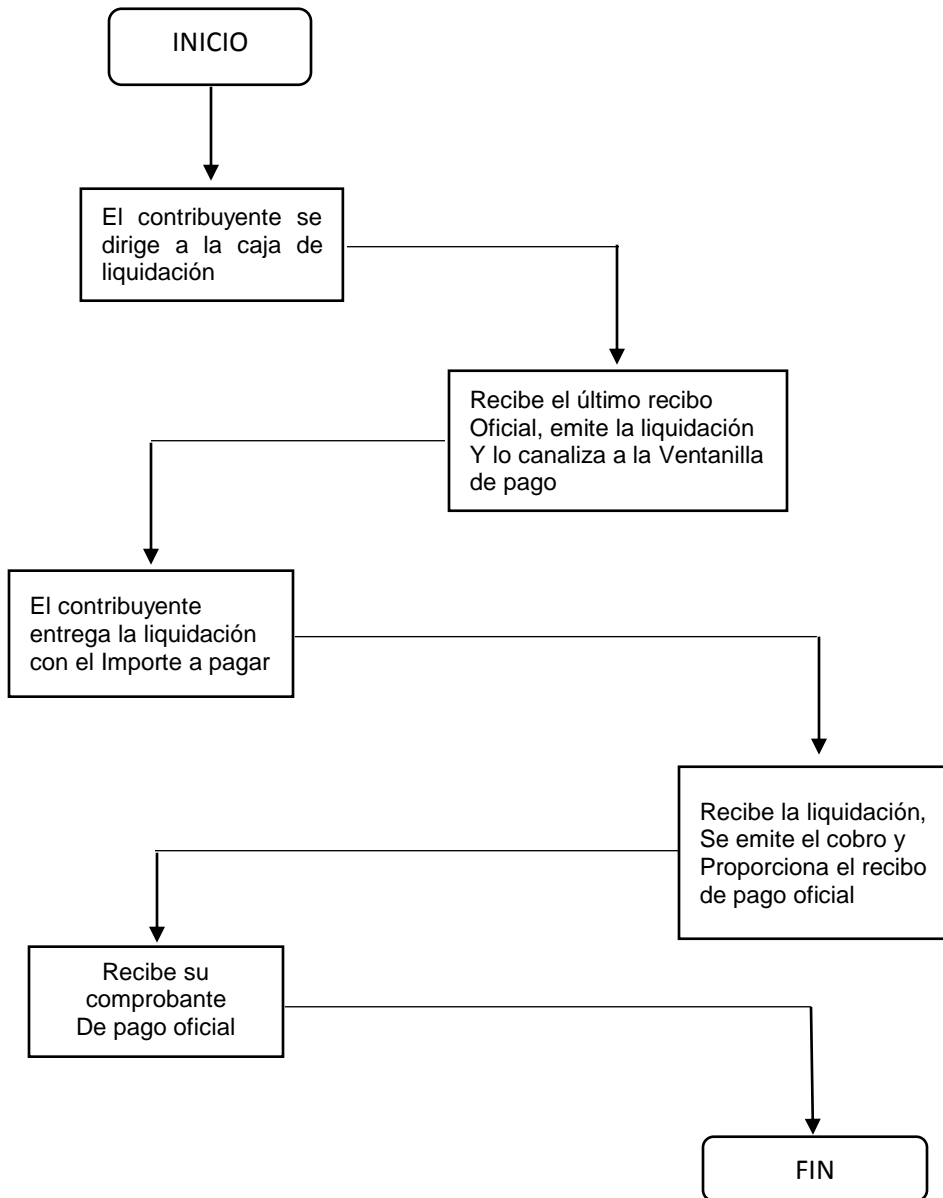 INICIO
El contribuyente se
dirige a la caja de
liquidación
Recibe el último recibo
Oficial, emite la liquidación
Y lo canaliza a la Ventanilla
de pago
El contribuyente
entrega la liquidación
con el Importe a pagar
Recibe la liquidación,
Se emite el cobro y
Proporciona el recibo
de pago oficial
Recibe su
comprobante
De pago oficial
FIN